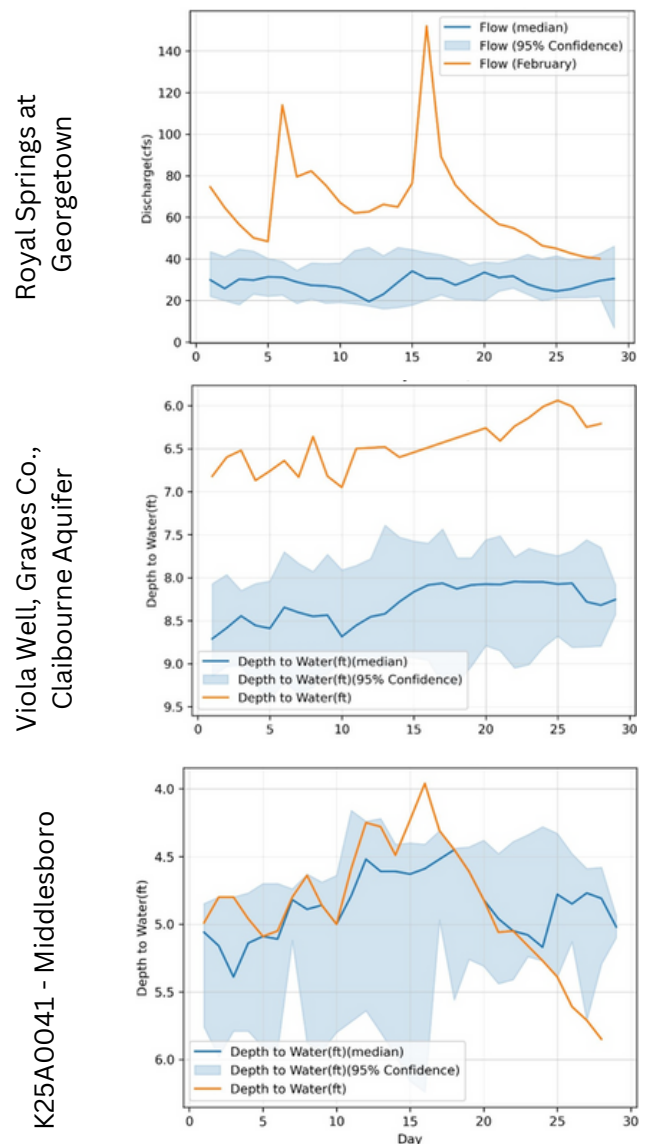 Royal Springs at
Georgetown
Discharge(cfs)
140
120
100
80
60
40
20
0
Flow (median)
Flow (95% Confidence)
Flow (February)
0 5 10 15 20 25 30
Viola Well, Graves Co.,
Claibourne Aquifer
Depth to Water(ft)
6.0
6.5
7.0
7.5
8.0
8.5
9.0
9.5
Depth to Water(ft)(median)
Depth to Water(ft)(95% Confidence)
Depth to Water(ft)
0 5 10 15 20 25 30
K25A0041 - Middlesboro
Depth to Water(ft)
4.0
4.5
5.0
5.5
6.0
Depth to Water(ft)(median)
Depth to Water(ft)(95% Confidence)
Depth to Water(ft)
0 5 10 15 20 25 30
Day